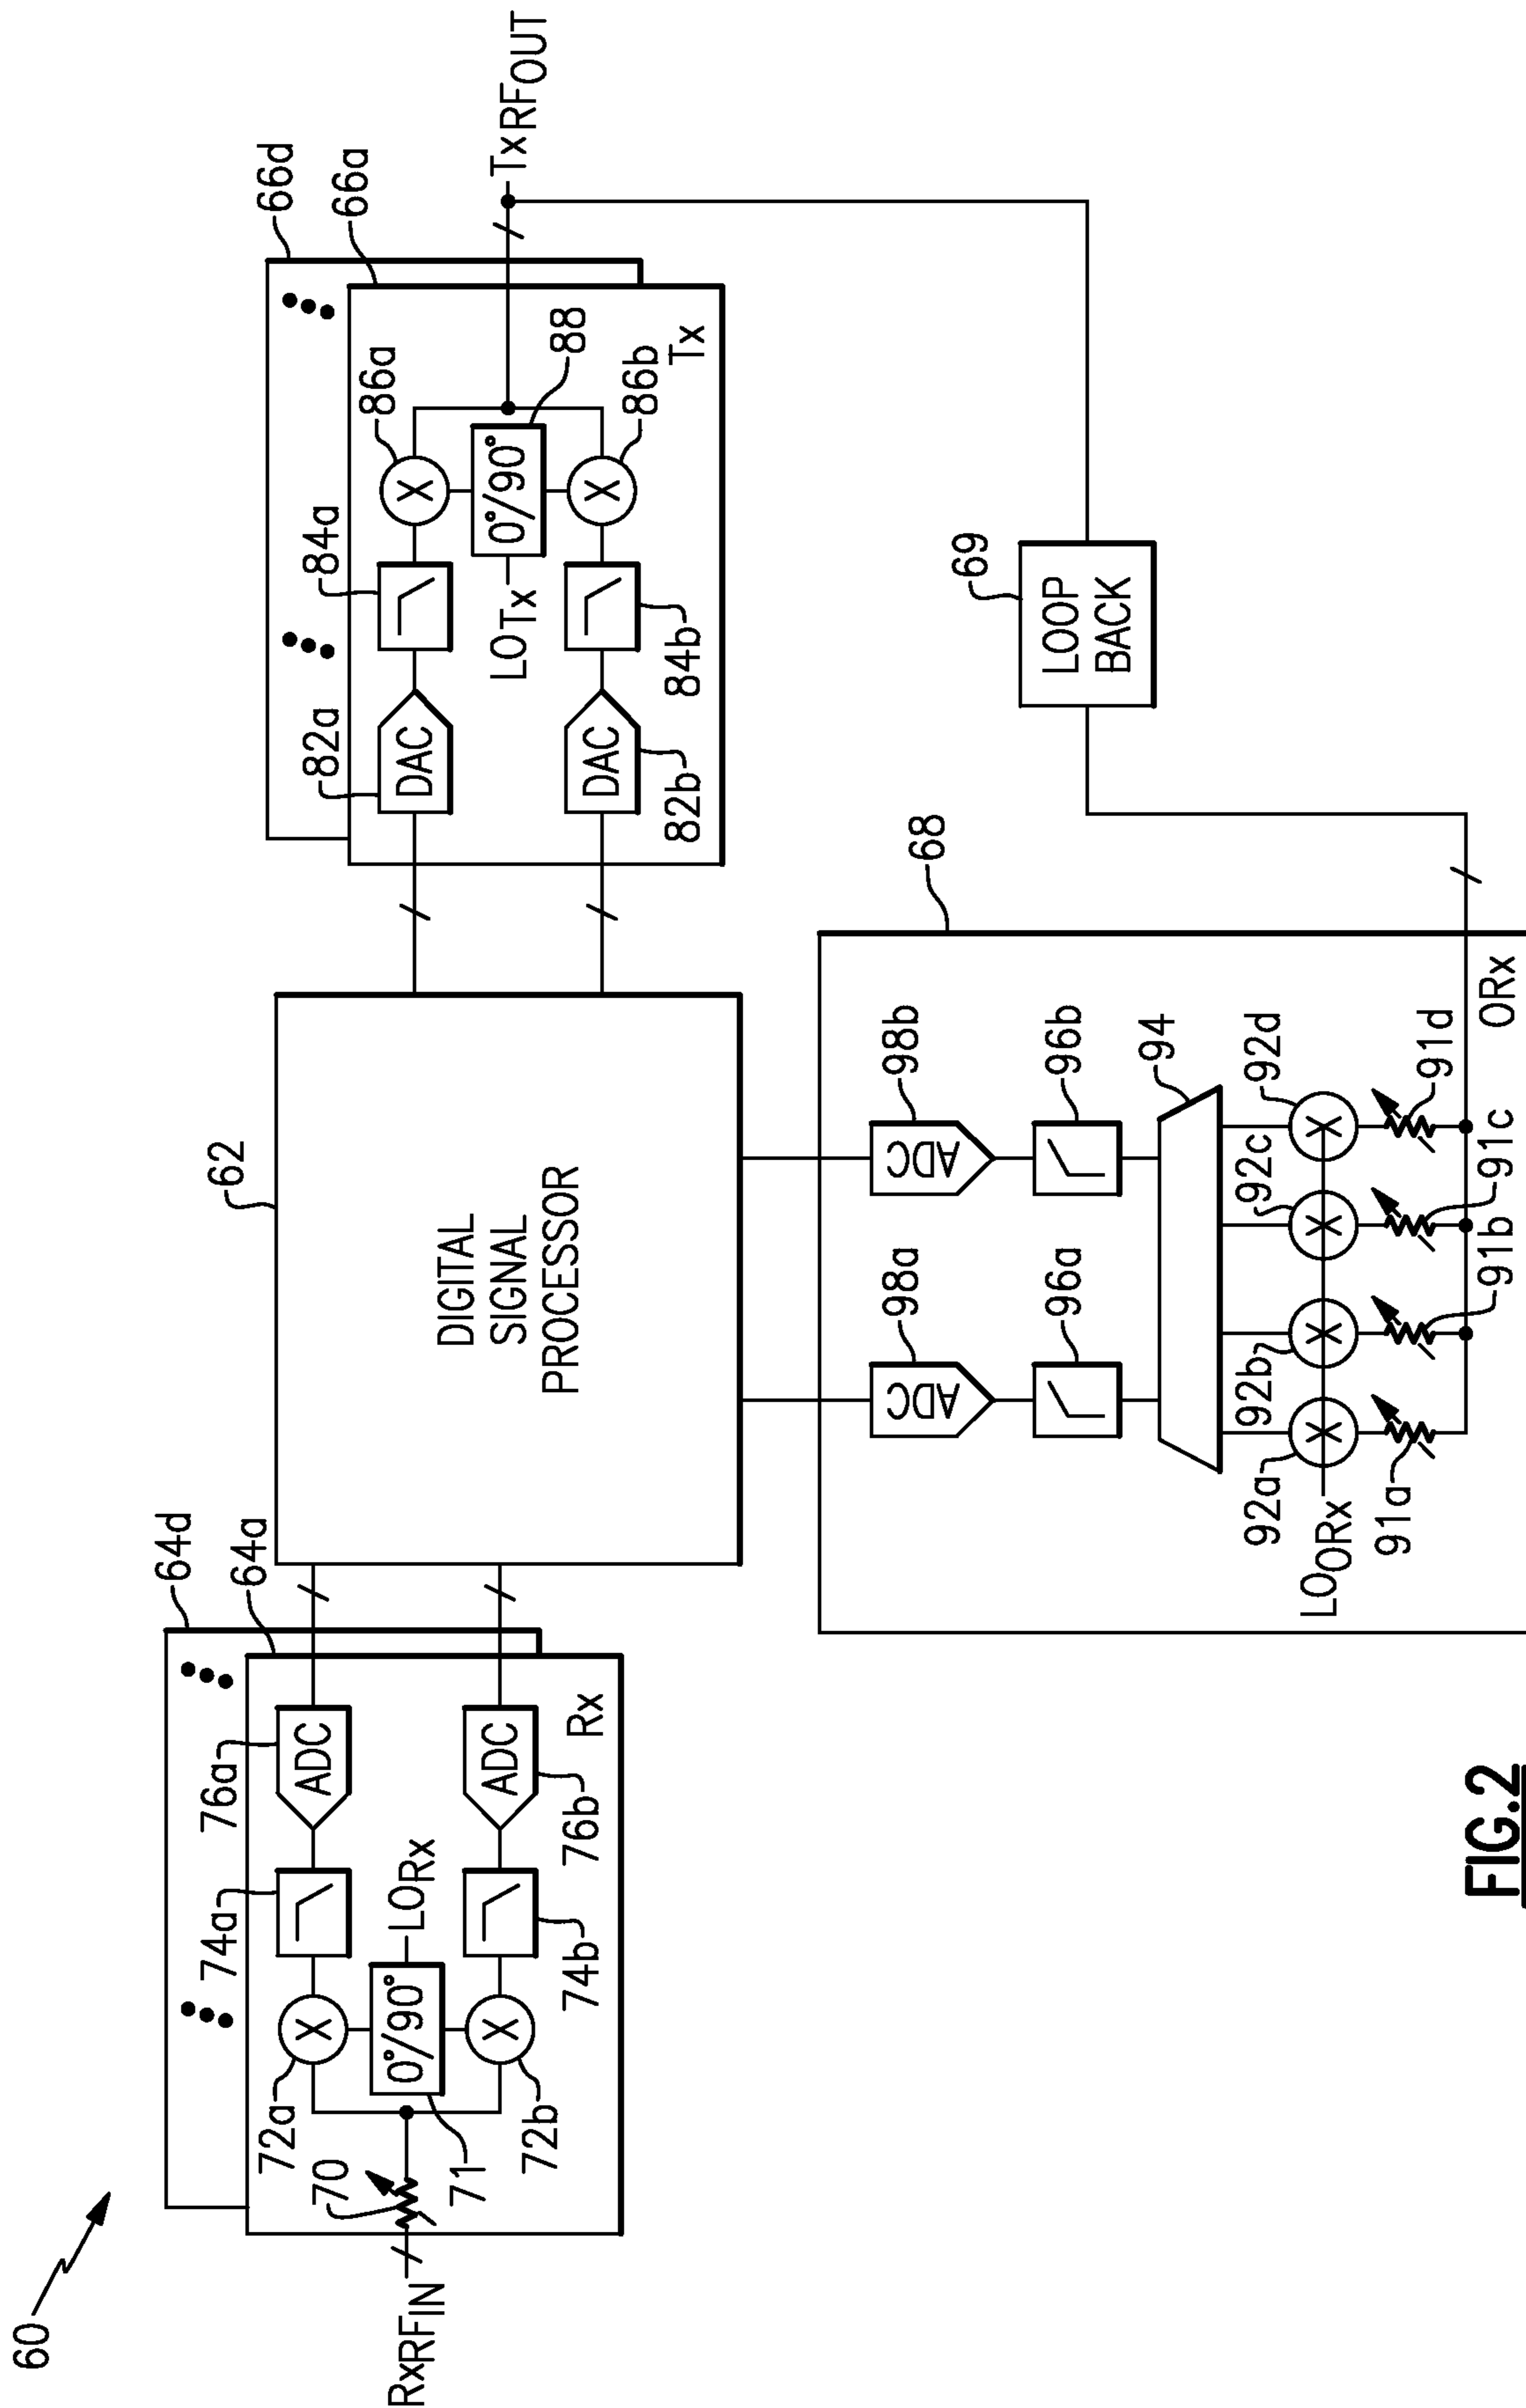 60
64d
64a
62
66d
66a
RxRFIN
70
71
72a
72b
0°/90°
LORx
74a
74b
76a
76b
ADC
ADC
Rx
DIGITAL
SIGNAL
PROCESSOR
82a
82b
DAC
DAC
84a
84b
LOTx
86a
86b
0°/90°
88
Tx
TxRFOUT
68
98a
98b
ADC
ADC
96a
96b
94
92a
92b
92c
92d
LOORx
91a
91b
91c
91d
ORx
69
LOOP
BACK
FIG.2